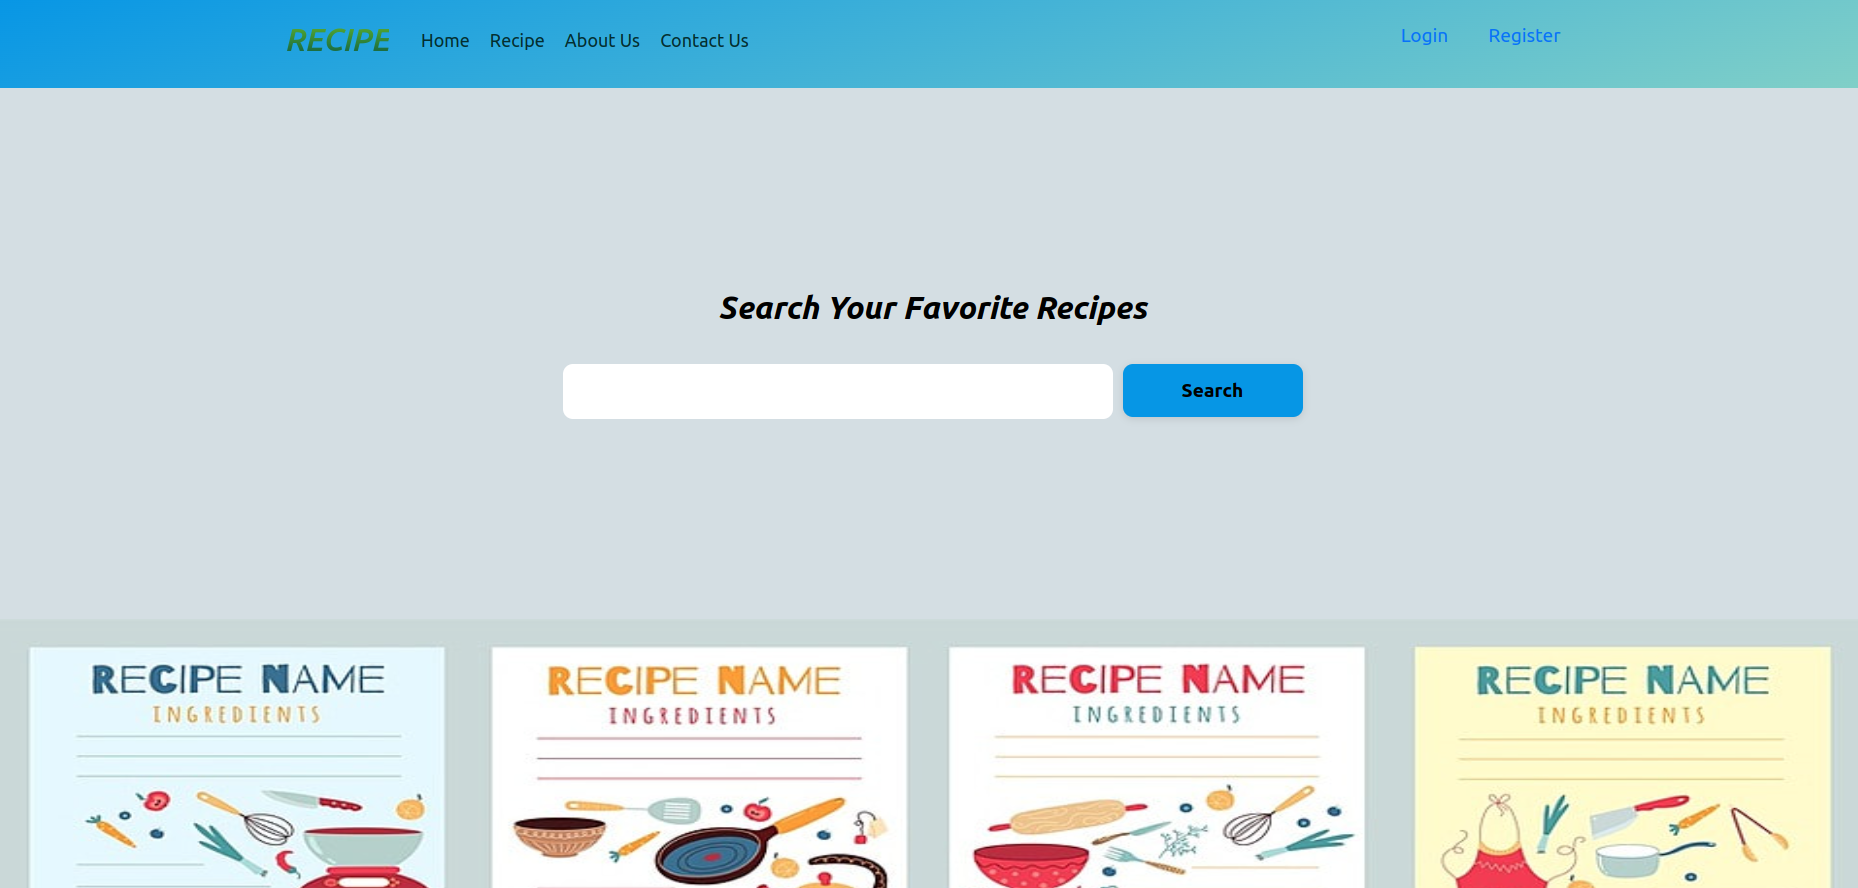 RECIPE Home Recipe About Us Contact Us Login Register
Search Your Favorite Recipes
Search
RECIPE NAME
INGREDIENTS
RECIPE NAME
INGREDIENTS
RECIPE NAME
INGREDIENTS
RECIPE NAME
INGREDIENTS